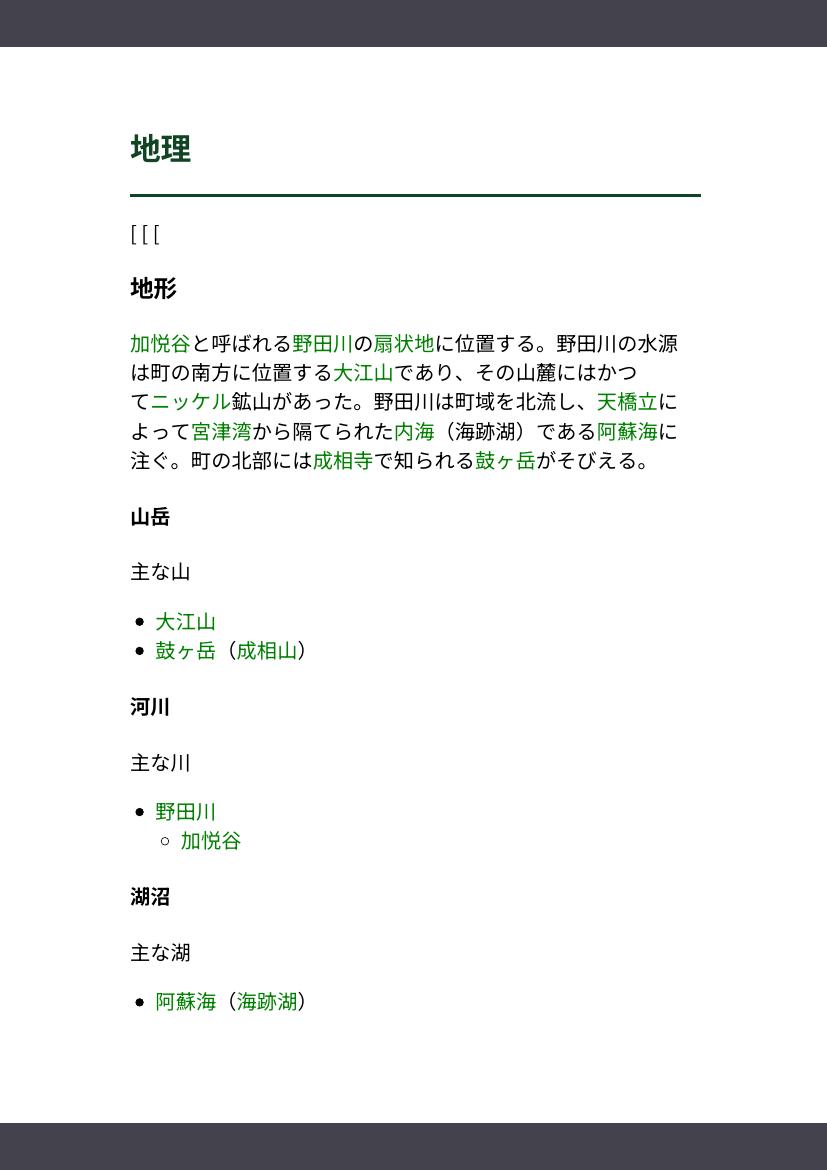 地理
[ [ [
地形
加悦谷と呼ばれる野田川の扇状地に位置する。野田川の水源
は町の南方に位置する大江山であり、その山麓にはかつ
てニッケル鉱山があった。野田川は町域を北流し、天橋立に
よって宮津湾から隔てられた内海（海跡湖）である阿蘇海に
注ぐ。町の北部には成相寺で知られる鼓ヶ岳がそびえる。
山岳
主な山
• 大江山
• 鼓ヶ岳（成相山）
河川
主な川
• 野田川
○ 加悦谷
湖沼
主な湖
• 阿蘇海（海跡湖）